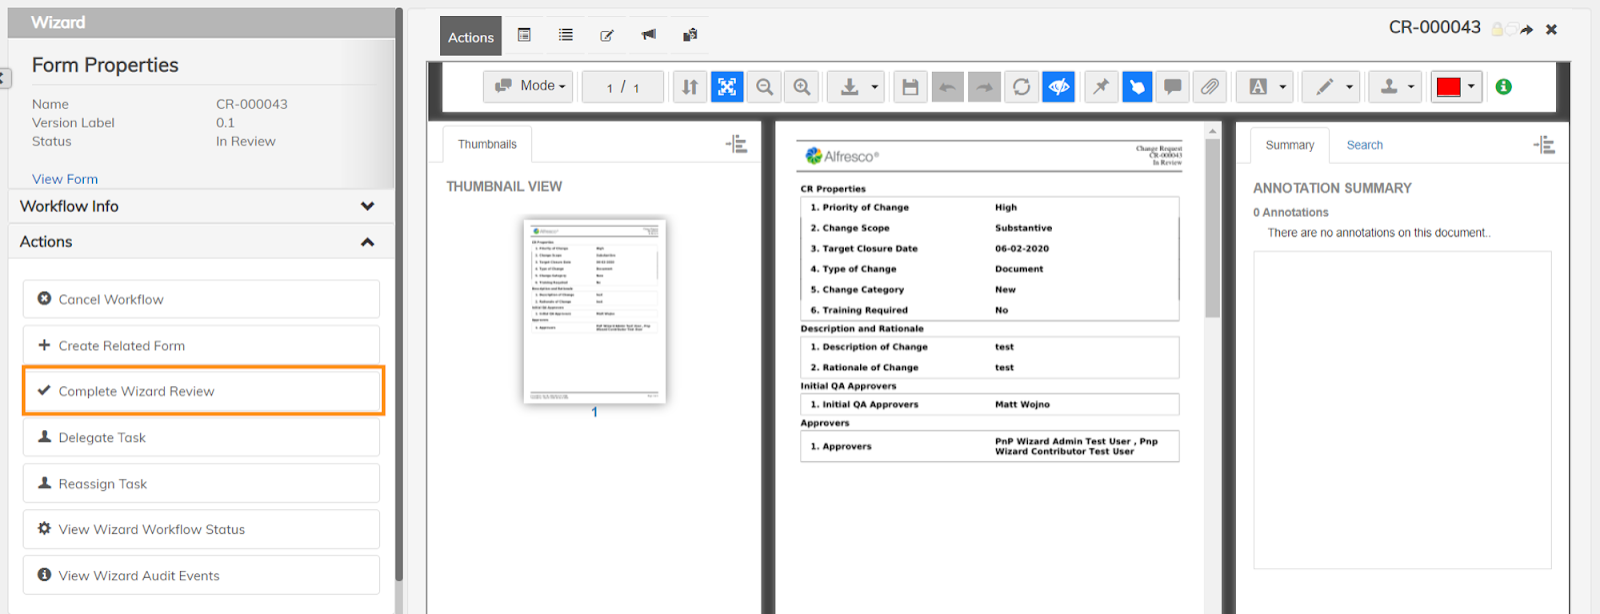 Wizard
Form Properties
Name CR-000043
Version Label 0.1
Status In Review
View Form
Workflow Info
Actions
Cancel Workflow
Create Related Form
Complete Wizard Review
Delegate Task
Reassign Task
View Wizard Workflow Status
View Wizard Audit Events
Actions
CR-000043
Mode
1 / 1
A
Thumbnails
THUMBNAIL VIEW
1
Alfresco®
Change Request
CR-000043
In Review
CR Properties
1. Priority of Change High
2. Change Scope Substantive
3. Target Closure Date 06-02-2020
4. Type of Change Document
5. Change Category New
6. Training Required No
Description and Rationale
1. Description of Change test
2. Rationale of Change test
Initial QA Approvers
1. Initial QA Approvers Matt Wojno
Approvers
1. Approvers PnP Wizard Admin Test User , Pnp
Wizard Contributor Test User
Summary Search
ANNOTATION SUMMARY
0 Annotations
There are no annotations on this document..